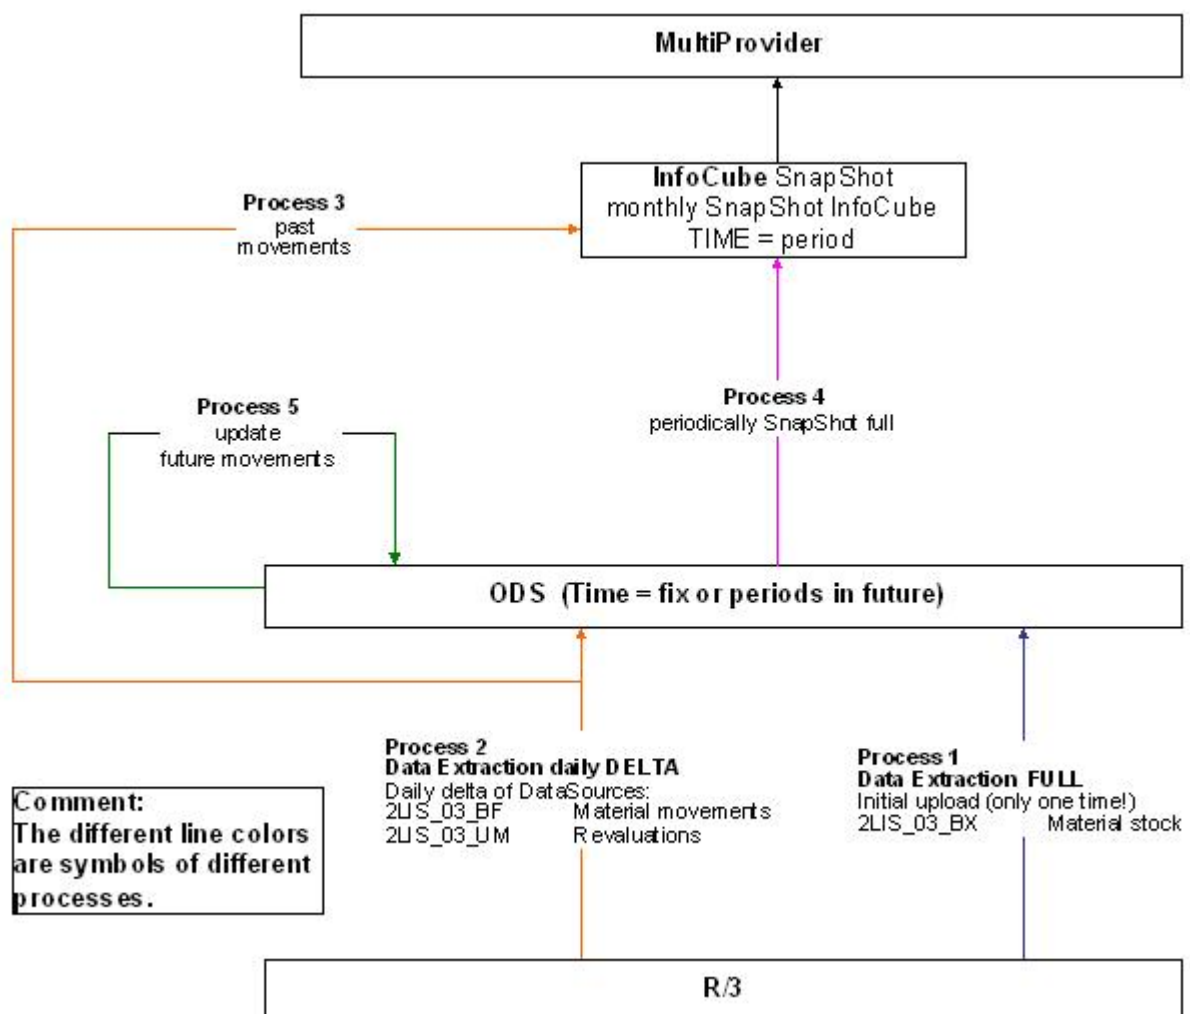 MultiProvider
InfoCube SnapShot
monthly SnapShot InfoCube
TIME = period
Process 3
past
movements
Process 4
periodically SnapShot full
Process 5
update
future movements
ODS (Time = fix or periods in future)
Process 2
Data Extraction daily DELTA
Daily delta of DataSources:
2LIS_03_BF Material movements
2LIS_03_UM Revaluations
Process 1
Data Extraction FULL
Initial upload (only one time!)
2LIS_03_BX Material stock
Comment:
The different line colors
are symbols of different
processes.
R/3